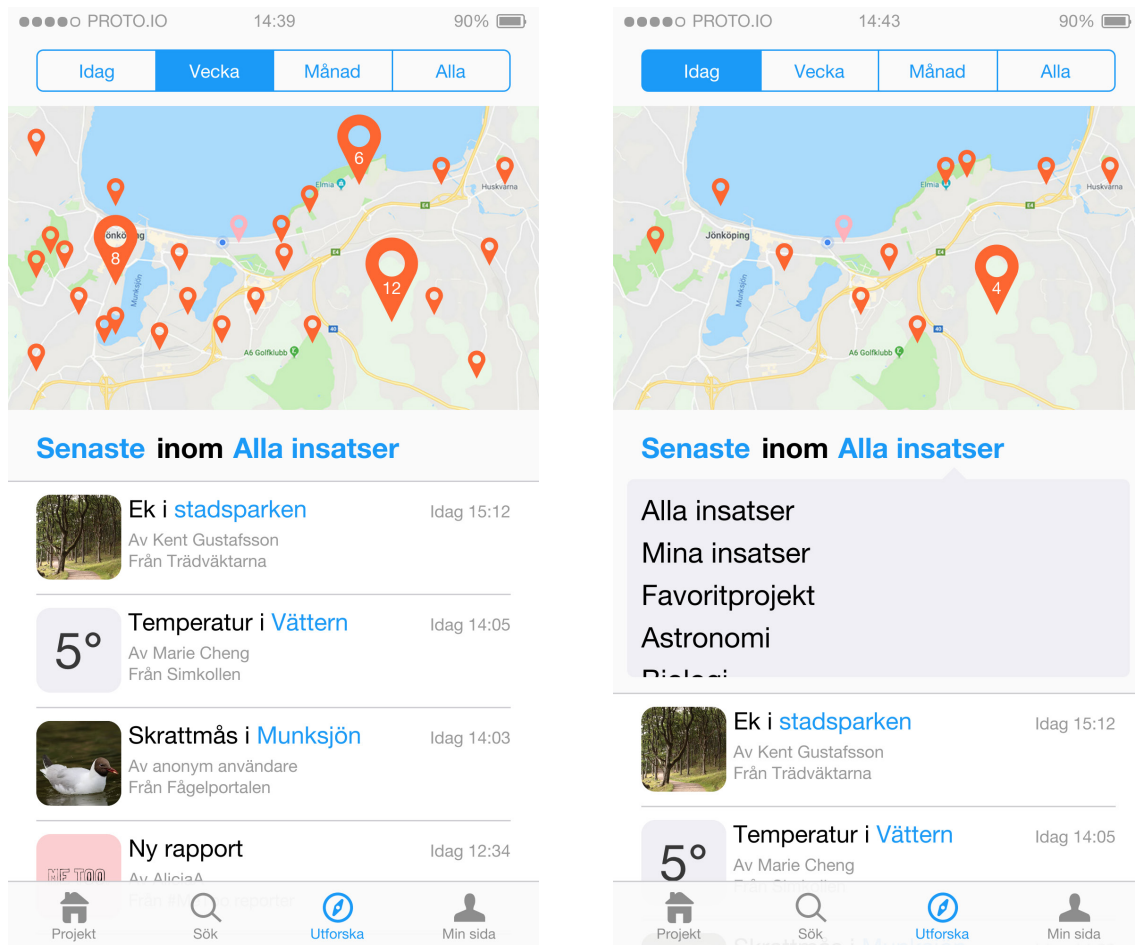 PROTO.IO 14:39 90%
Idag Vecka Månad Alla
6
Elmia
Huskvarna
E4
Jönköping
8
E4
12
Munksjön
40
A6 Golfklubb
Senaste inom Alla insatser
Ek i stadsparken Idag 15:12
Av Kent Gustafsson
Från Trädväktarna
5° Temperatur i Vättern Idag 14:05
Av Marie Cheng
Från Simkollen
Skrattmås i Munksjön Idag 14:03
Av anonym användare
Från Fågelportalen
Ny rapport Idag 12:34
ME TOO Av AliciaA
Projekt Sök Utforska Min sida
PROTO.IO 14:43 90%
Idag Vecka Månad Alla
Elmia
Huskvarna
E4
Jönköping
E4
4
Munksjön
40
A6 Golfklubb
Senaste inom Alla insatser
Alla insatser
Mina insatser
Favoritprojekt
Astronomi
Biologi
Ek i stadsparken Idag 15:12
Av Kent Gustafsson
Från Trädväktarna
5° Temperatur i Vättern Idag 14:05
Av Marie Cheng
Från Simkollen
Projekt Sök Utforska Min sida